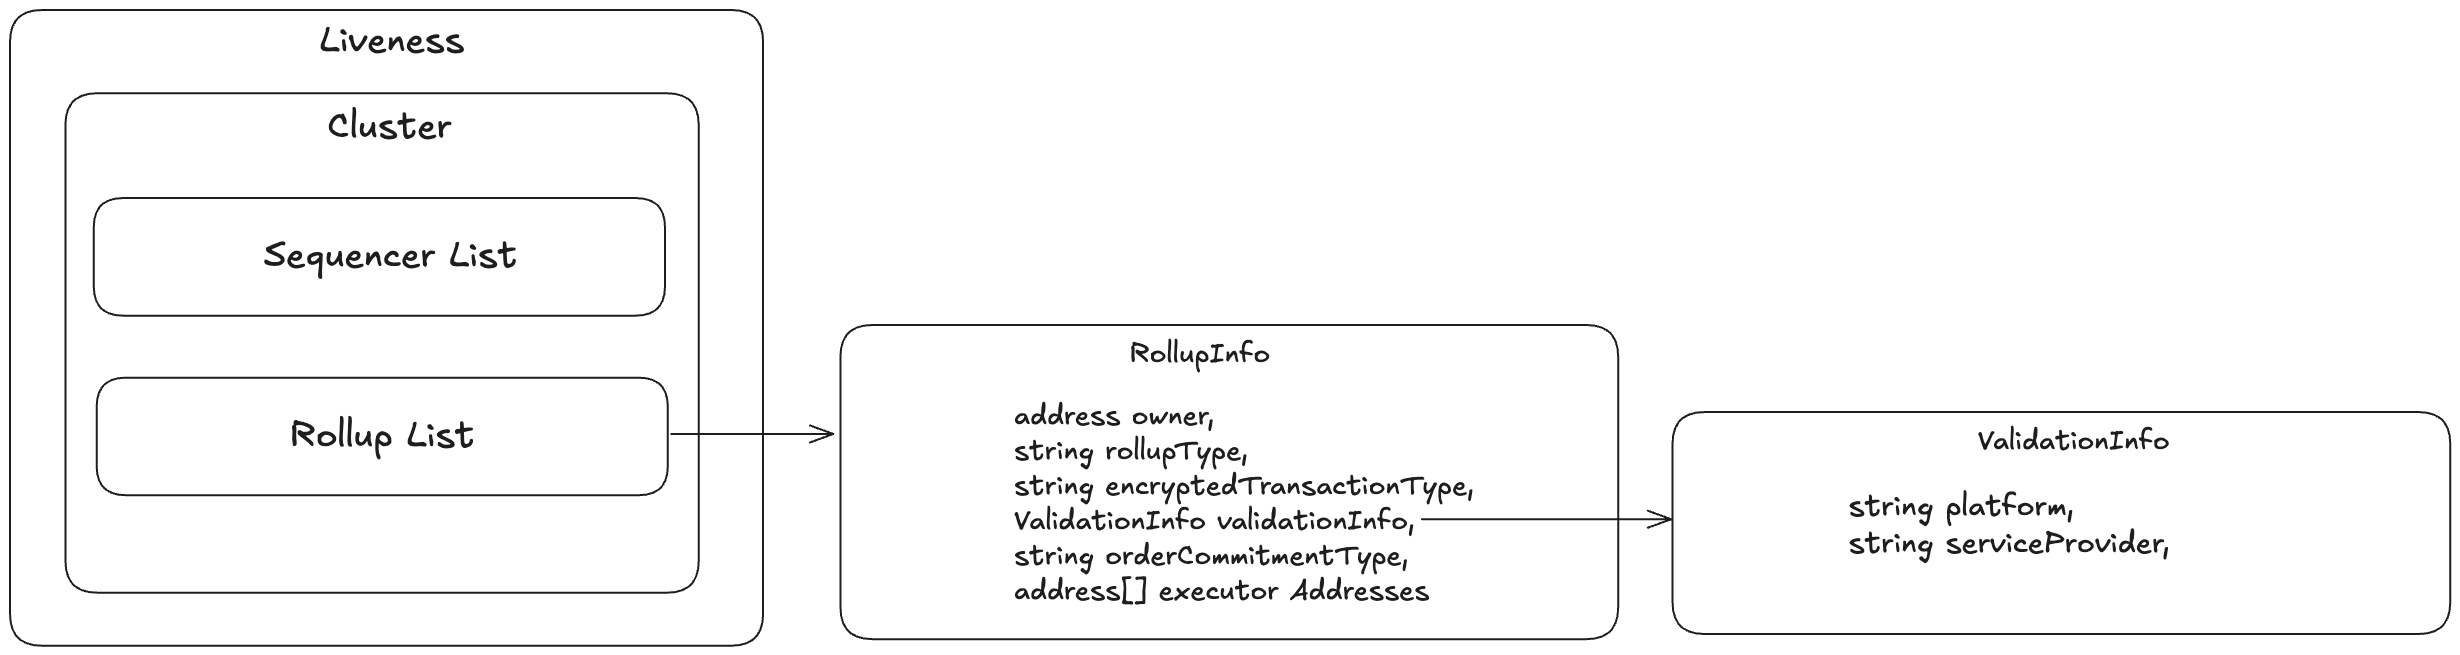 Liveness
Cluster
Sequencer List
Rollup List
RollupInfo
address owner,
string rollupType,
string encryptedTransactionType,
ValidationInfo validationInfo,
string orderCommitmentType,
address[] executor Addresses
ValidationInfo
string platform,
string serviceProvider,